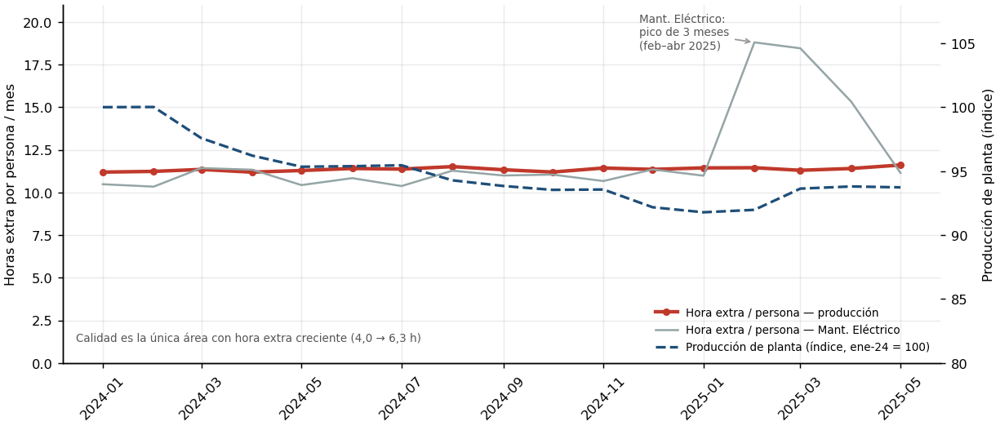 Mant. Eléctrico:
pico de 3 meses
(feb–abr 2025)
Horas extra por persona / mes
20.0
17.5
15.0
12.5
10.0
7.5
5.0
2.5
0.0
Producción de planta (índice)
105
100
95
90
85
80
Hora extra / persona — producción
Hora extra / persona — Mant. Eléctrico
Producción de planta (índice, ene-24 = 100)
Calidad es la única área con hora extra creciente (4,0 → 6,3 h)
2024-01
2024-03
2024-05
2024-07
2024-09
2024-11
2025-01
2025-03
2025-05